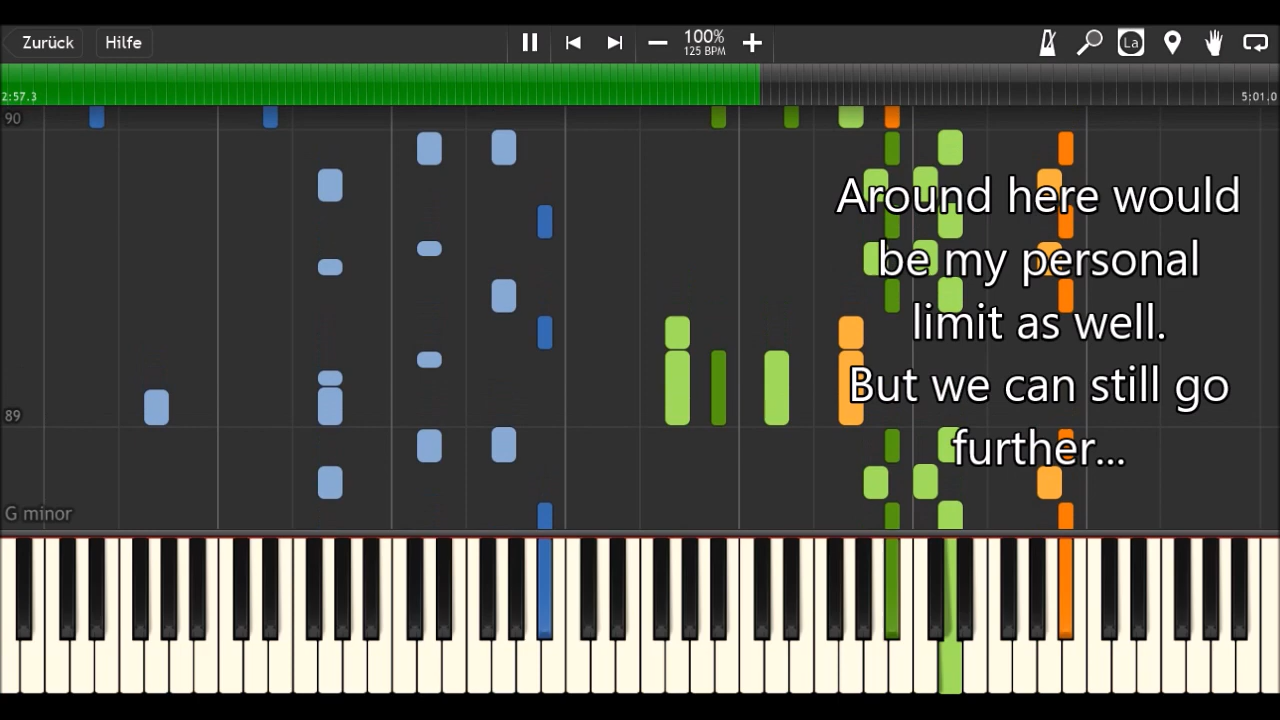 Zurück Hilfe 100% La
125 BPM
2:57.3 5:01.0
90
Around here would
be my personal
limit as well.
But we can still go
89
further...
G minor